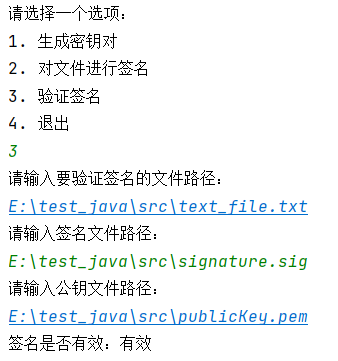 请选择一个选项：
1. 生成密钥对
2. 对文件进行签名
3. 验证签名
4. 退出
3
请输入要验证签名的文件路径：
E:\test_java\src\text_file.txt
请输入签名文件路径：
E:\test_java\src\signature.sig
请输入公钥文件路径：
E:\test_java\src\publicKey.pem
签名是否有效：有效